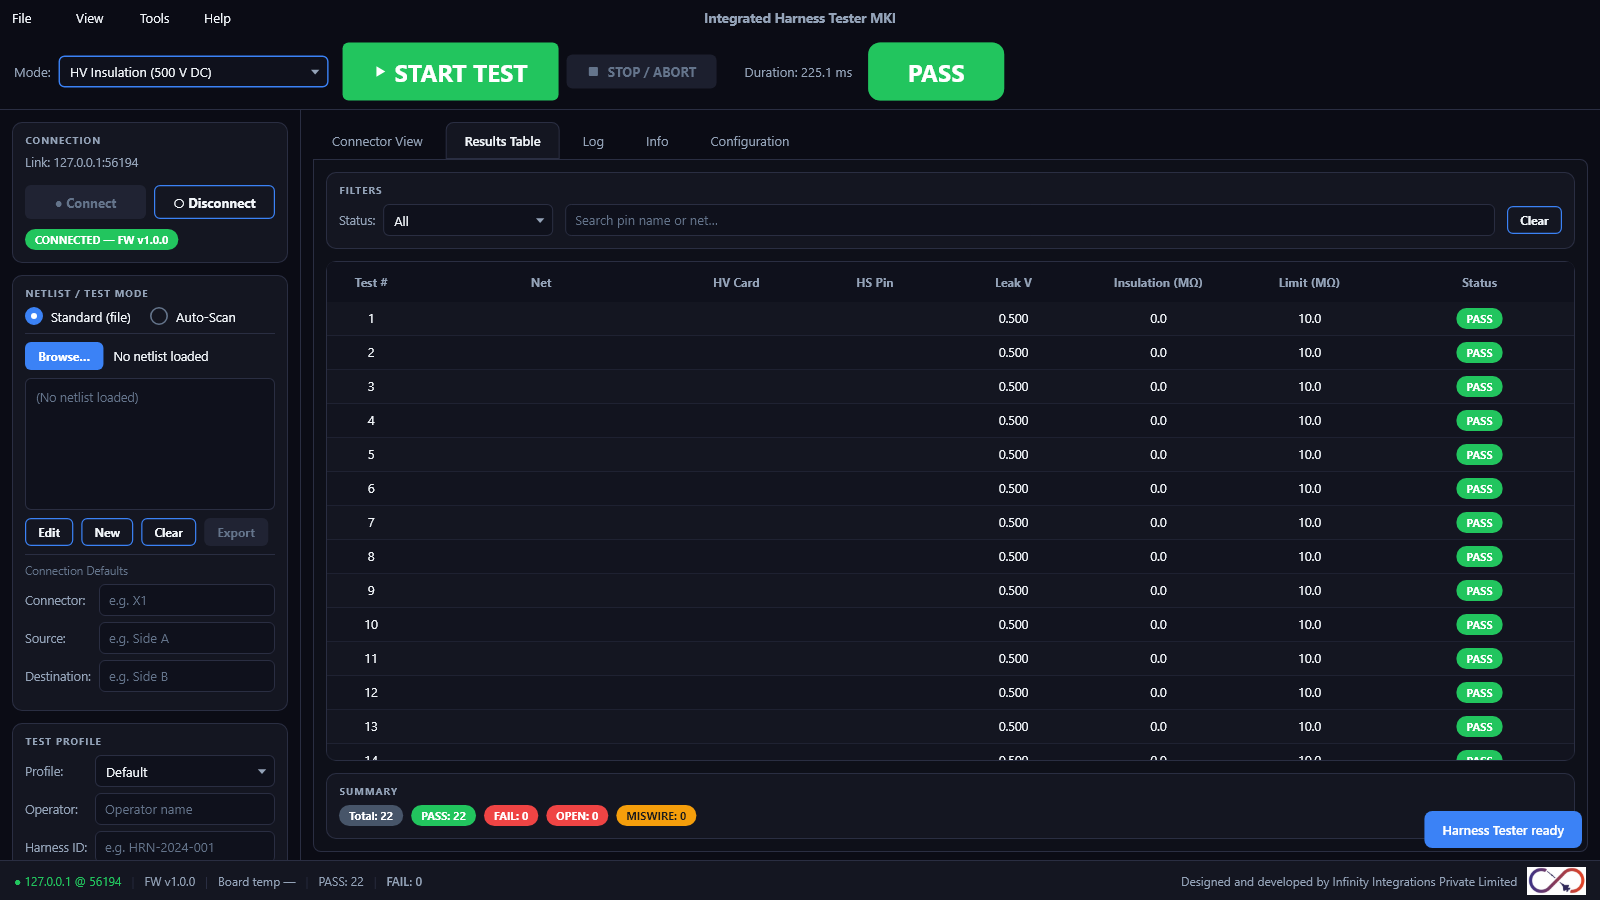 File View Tools Help
Integrated Harness Tester MKI
Mode: HV Insulation (500 V DC) START TEST STOP / ABORT Duration: 225.1 ms PASS
CONNECTION
Link: 127.0.0.1:56194
Connect Disconnect
CONNECTED — FW v1.0.0
NETLIST / TEST MODE
Standard (file) Auto-Scan
Browse... No netlist loaded
(No netlist loaded)
Edit New Clear Export
Connection Defaults
Connector: e.g. X1
Source: e.g. Side A
Destination: e.g. Side B
TEST PROFILE
Profile: Default
Operator: Operator name
Harness ID: e.g. HRN-2024-001
Connector View Results Table Log Info Configuration
FILTERS
Status: All Search pin name or net... Clear
Test # Net HV Card HS Pin Leak V Insulation (MΩ) Limit (MΩ) Status
1 0.500 0.0 10.0 PASS
2 0.500 0.0 10.0 PASS
3 0.500 0.0 10.0 PASS
4 0.500 0.0 10.0 PASS
5 0.500 0.0 10.0 PASS
6 0.500 0.0 10.0 PASS
7 0.500 0.0 10.0 PASS
8 0.500 0.0 10.0 PASS
9 0.500 0.0 10.0 PASS
10 0.500 0.0 10.0 PASS
11 0.500 0.0 10.0 PASS
12 0.500 0.0 10.0 PASS
13 0.500 0.0 10.0 PASS
14 0.500 0.0 10.0 PASS
SUMMARY
Total: 22 PASS: 22 FAIL: 0 OPEN: 0 MISWIRE: 0
Harness Tester ready
127.0.0.1 @ 56194 FW v1.0.0 Board temp — PASS: 22 FAIL: 0
Designed and developed by Infinity Integrations Private Limited